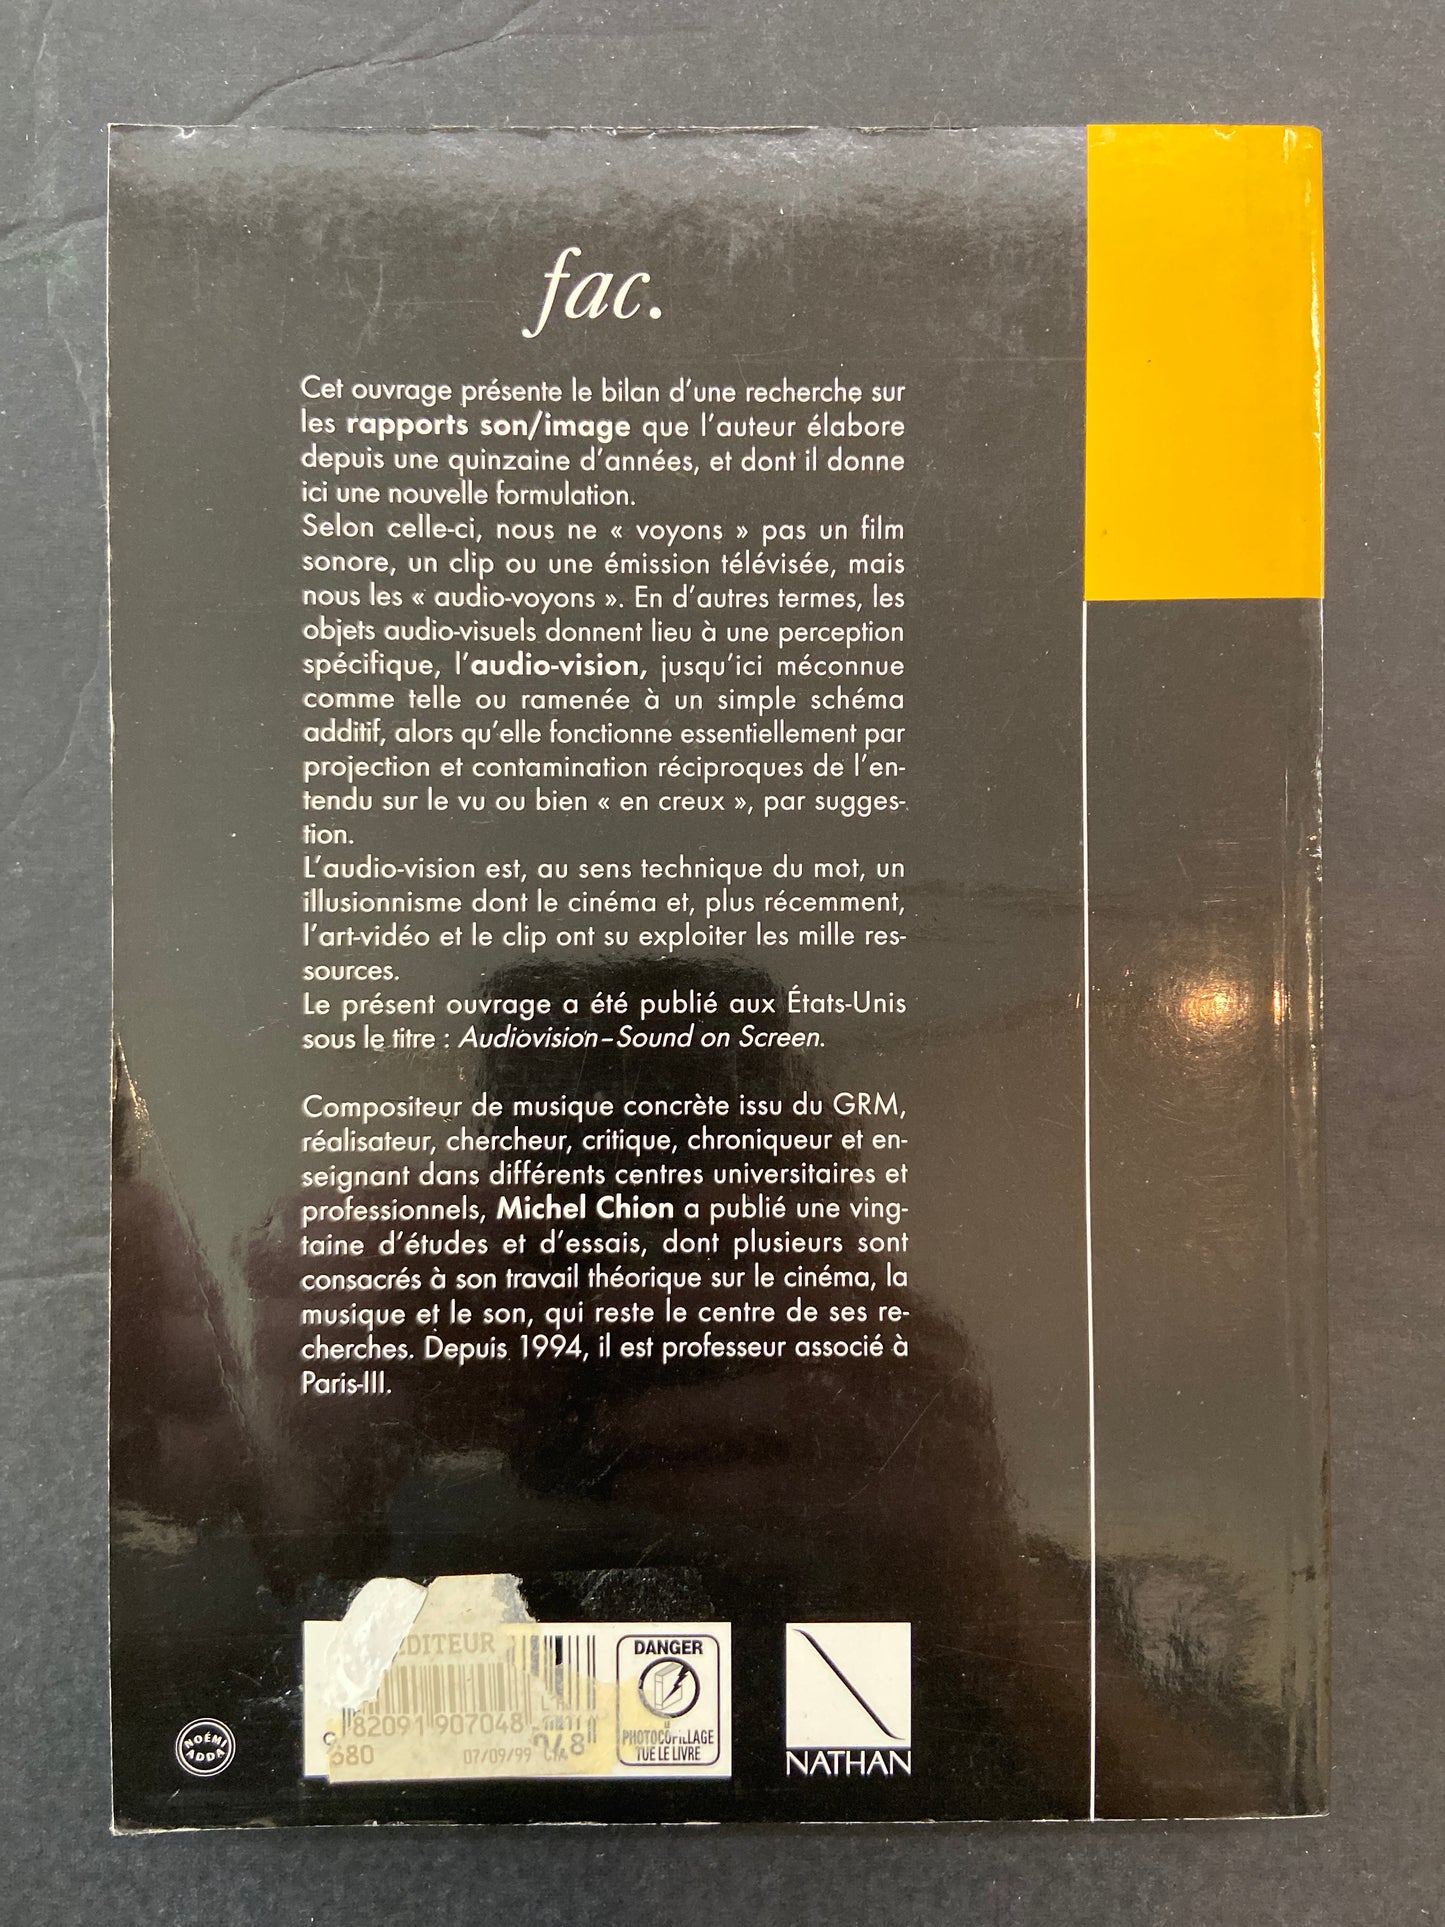 fac.
Cet ouvrage présente le bilan d'une recherche sur
les rapports son/image que l'auteur élabore
depuis une quinzaine d'années, et dont il donne
ici une nouvelle formulation.
Selon celle-ci, nous ne « voyons » pas un film
sonore, un clip ou une émission télévisée, mais
nous les « audio-voyons ». En d'autres termes, les
objets audio-visuels donnent lieu à une perception
spécifique, l'audio-vision, jusqu'ici méconnue
comme telle ou ramenée à un simple schéma
additif, alors qu'elle fonctionne essentiellement par
projection et contamination réciproques de l'en-
tendu sur le vu ou bien « en creux », par sugges-
tion.
L'audio-vision est, au sens technique du mot, un
illusionnisme dont le cinéma et, plus récemment,
l'art-vidéo et le clip ont su exploiter les mille res-
sources.
Le présent ouvrage a été publié aux États-Unis
sous le titre : Audiovision–Sound on Screen.
Compositeur de musique concrète issu du GRM,
réalisateur, chercheur, critique, chroniqueur et en-
seignant dans différents centres universitaires et
professionnels, Michel Chion a publié une ving-
taine d'études et d'essais, dont plusieurs sont
consacrés à son travail théorique sur le cinéma, la
musique et le son, qui reste le centre de ses re-
cherches. Depuis 1994, il est professeur associé à
Paris-III.
DITEUR
82091907048
048
680
07/09/99
DANGER
LE
PHOTOCOPILLAGE
TUE LE LIVRE
NATHAN
NOÉMI
ADDA